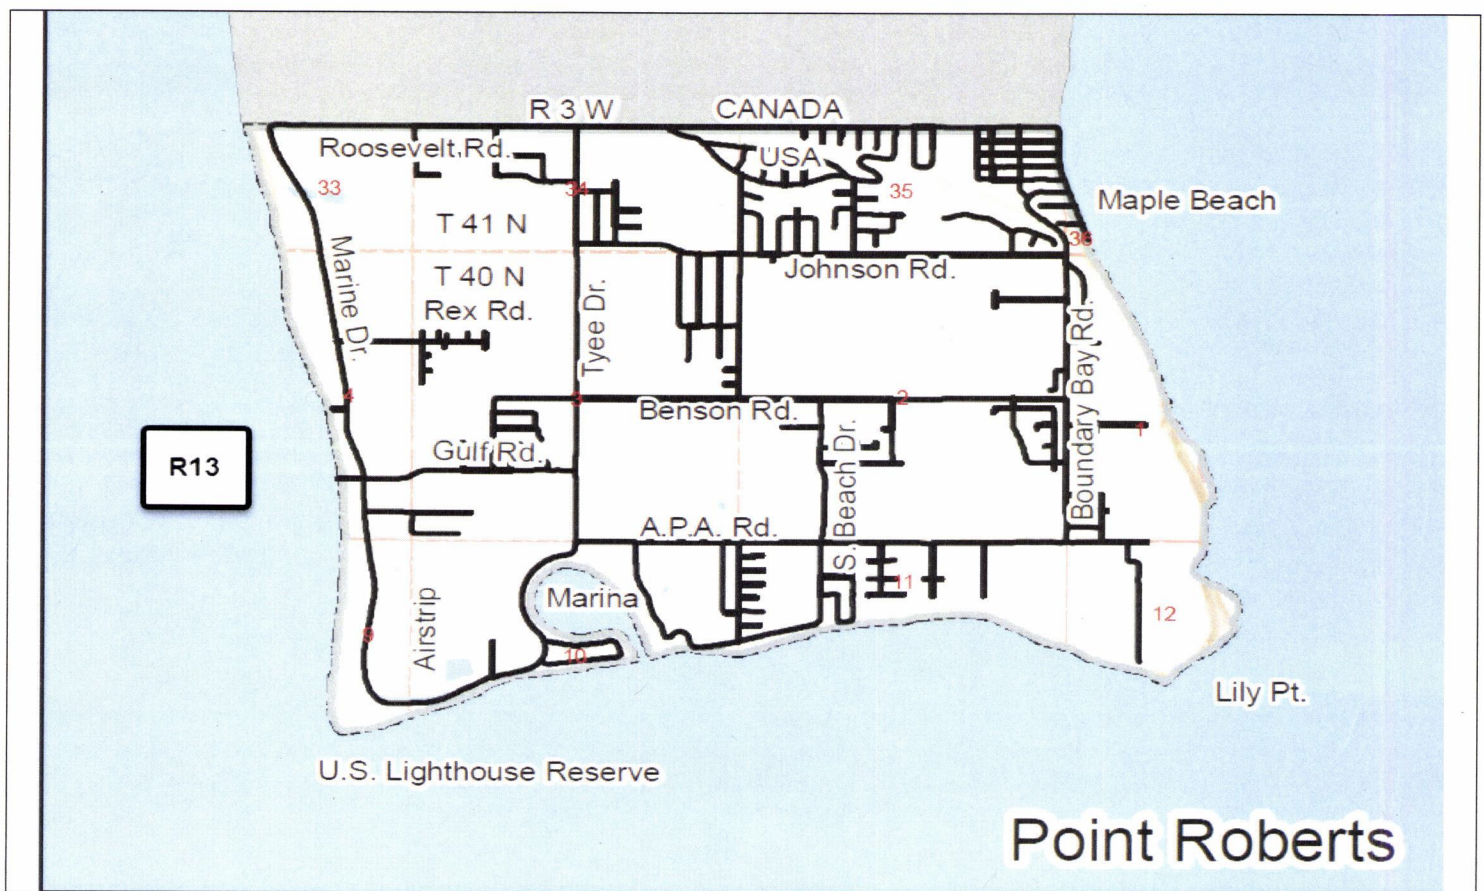 R 3 W
CANADA
Roosevelt Rd.
USA
33
34
35
Maple Beach
T 41 N
36
Marine Dr.
T 40 N
Johnson Rd.
Rex Rd.
Tyee Dr.
Boundary Bay Rd.
4
3
2
Benson Rd.
1
R13
Gulf Rd.
S. Beach Dr.
A.P.A. Rd.
Airstrip
Marina
11
12
9
10
Lily Pt.
U.S. Lighthouse Reserve
Point Roberts